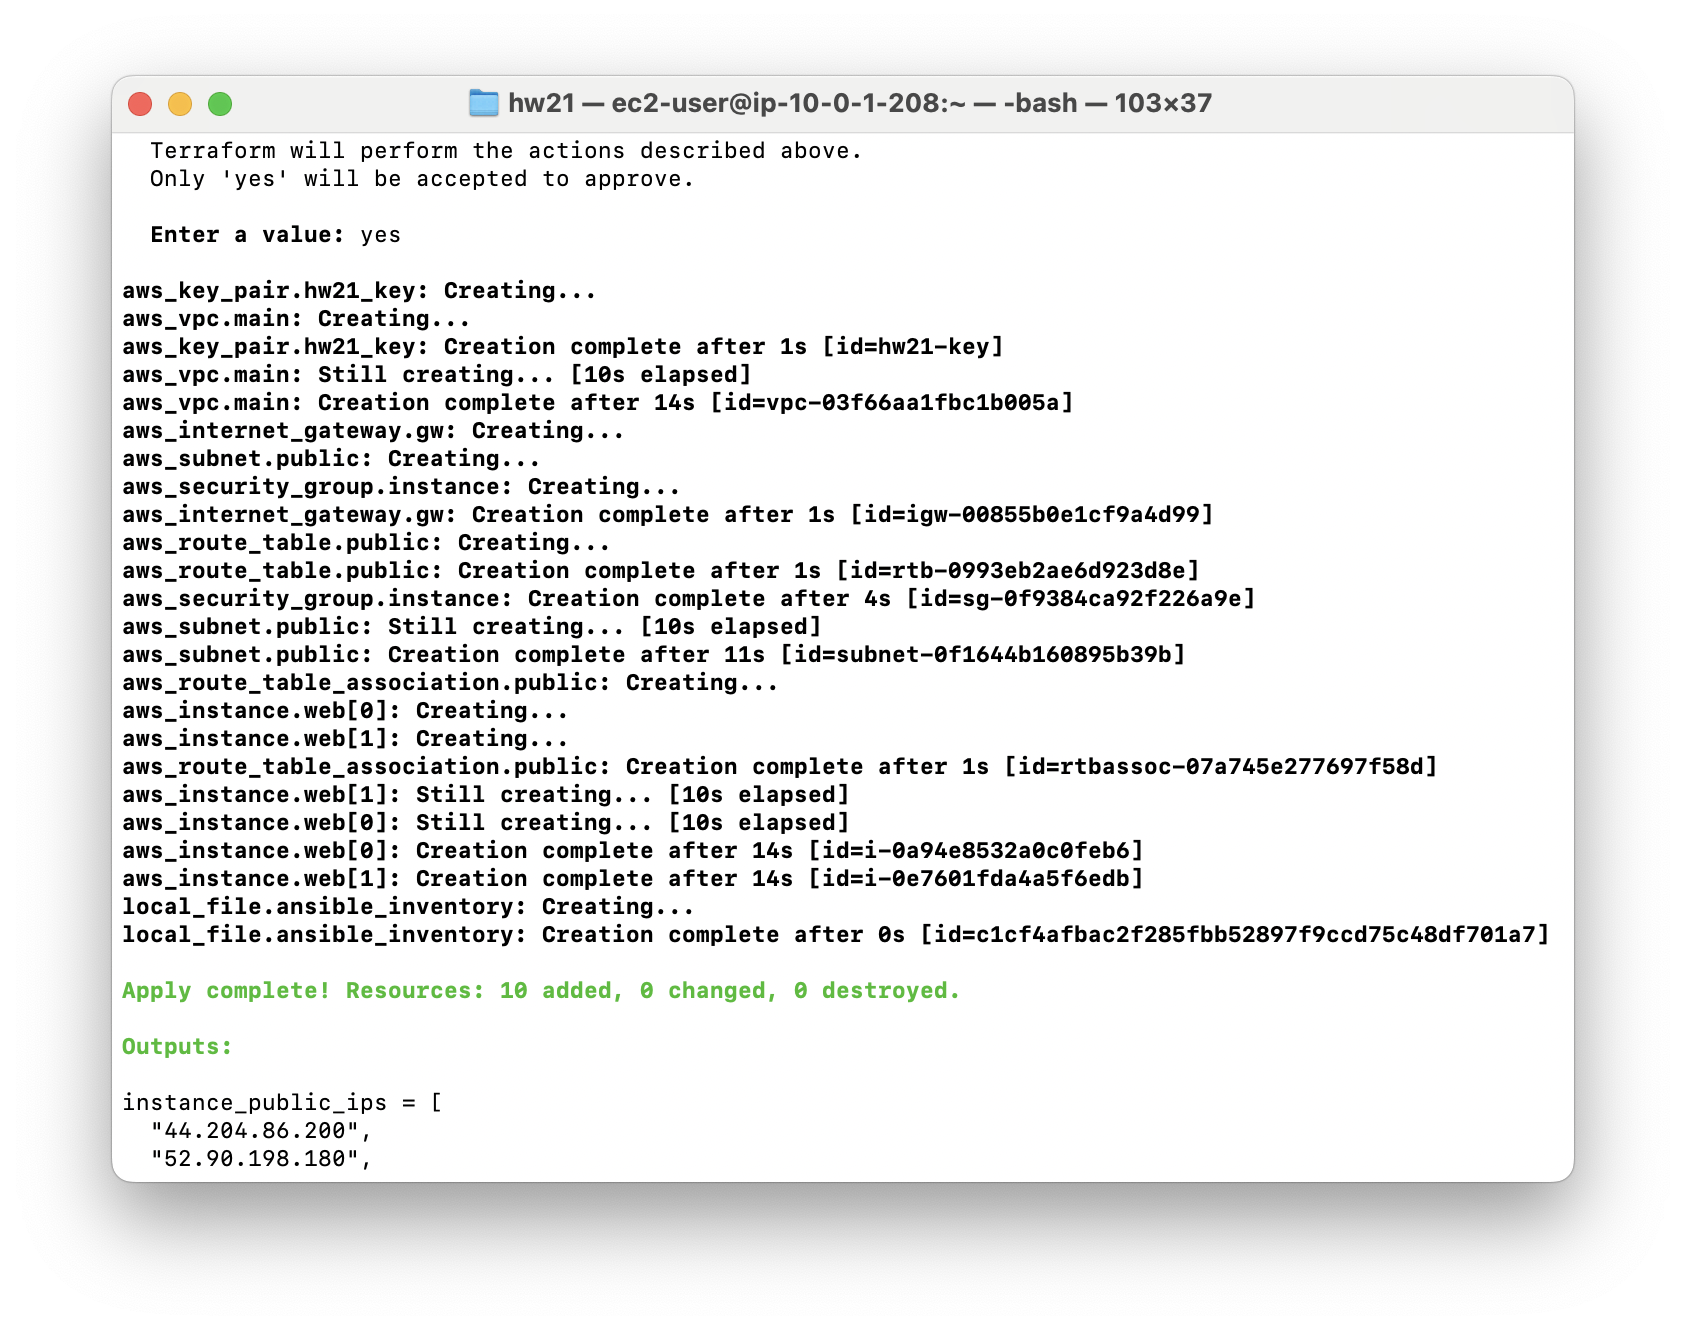 hw21 — ec2-user@ip-10-0-1-208:~ — -bash — 103×37
Terraform will perform the actions described above.
Only 'yes' will be accepted to approve.
Enter a value: yes
aws_key_pair.hw21_key: Creating...
aws_vpc.main: Creating...
aws_key_pair.hw21_key: Creation complete after 1s [id=hw21-key]
aws_vpc.main: Still creating... [10s elapsed]
aws_vpc.main: Creation complete after 14s [id=vpc-03f66aa1fbc1b005a]
aws_internet_gateway.gw: Creating...
aws_subnet.public: Creating...
aws_security_group.instance: Creating...
aws_internet_gateway.gw: Creation complete after 1s [id=igw-00855b0e1cf9a4d99]
aws_route_table.public: Creating...
aws_route_table.public: Creation complete after 1s [id=rtb-0993eb2ae6d923d8e]
aws_security_group.instance: Creation complete after 4s [id=sg-0f9384ca92f226a9e]
aws_subnet.public: Still creating... [10s elapsed]
aws_subnet.public: Creation complete after 11s [id=subnet-0f1644b160895b39b]
aws_route_table_association.public: Creating...
aws_instance.web[0]: Creating...
aws_instance.web[1]: Creating...
aws_route_table_association.public: Creation complete after 1s [id=rtbassoc-07a745e277697f58d]
aws_instance.web[1]: Still creating... [10s elapsed]
aws_instance.web[0]: Still creating... [10s elapsed]
aws_instance.web[0]: Creation complete after 14s [id=i-0a94e8532a0c0feb6]
aws_instance.web[1]: Creation complete after 14s [id=i-0e7601fda4a5f6edb]
local_file.ansible_inventory: Creating...
local_file.ansible_inventory: Creation complete after 0s [id=c1cf4afbac2f285fbb52897f9ccd75c48df701a7]
Apply complete! Resources: 10 added, 0 changed, 0 destroyed.
Outputs:
instance_public_ips = [
"44.204.86.200",
"52.90.198.180",